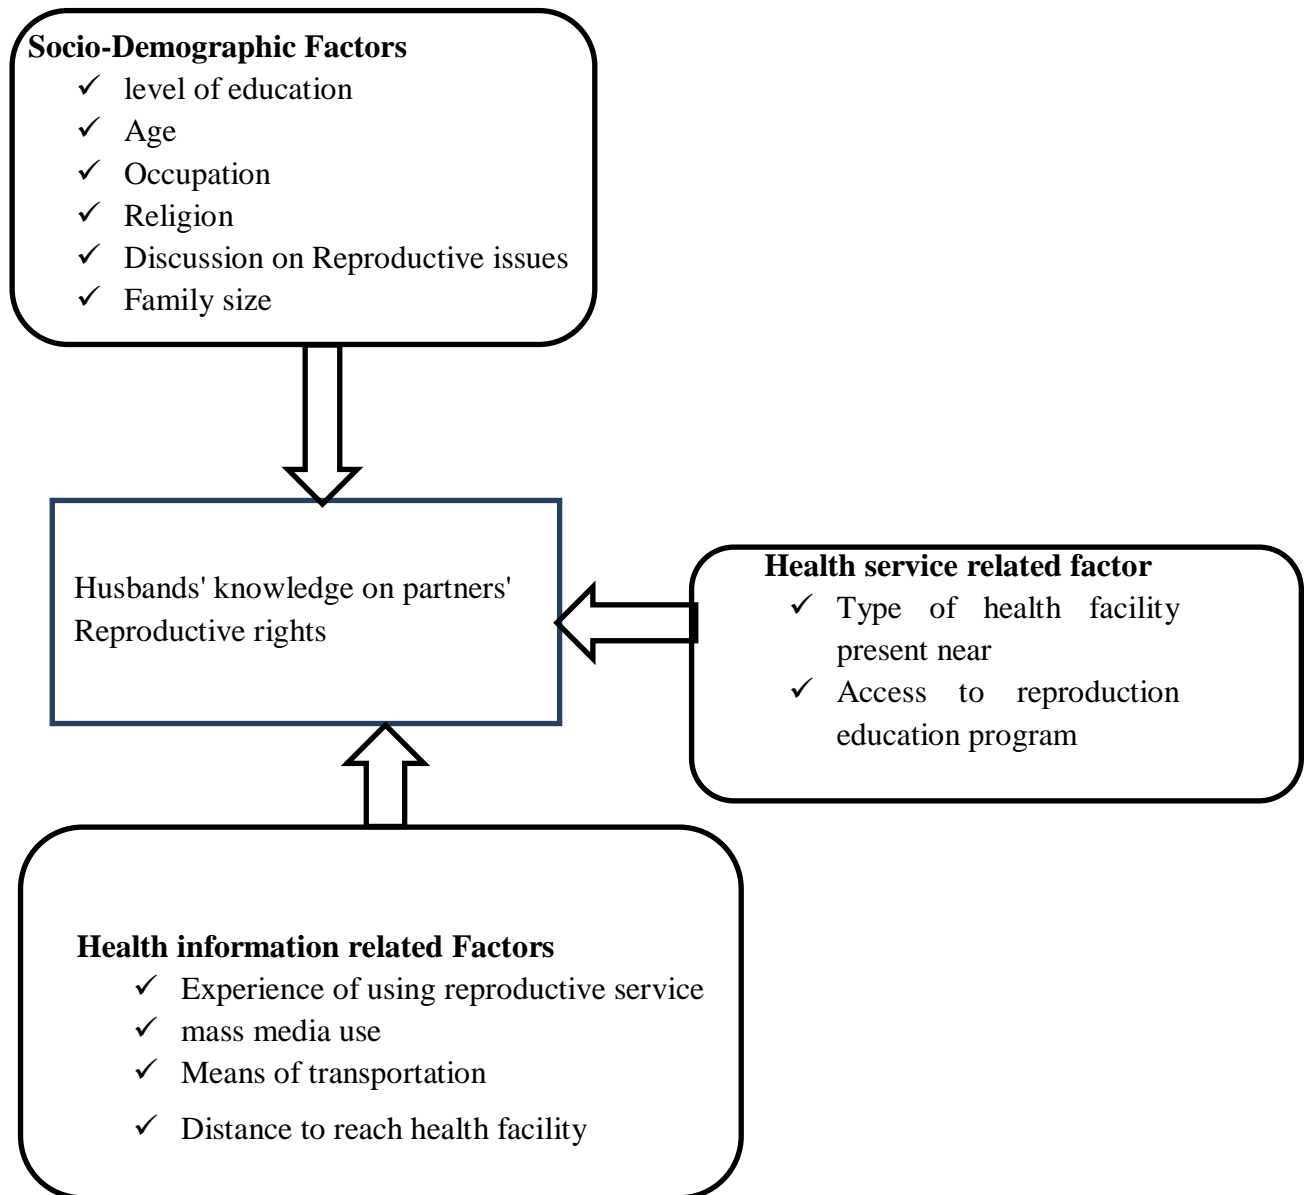 Socio-Demographic Factors
✓ level of education
✓ Age
✓ Occupation
✓ Religion
✓ Discussion on Reproductive issues
✓ Family size
Husbands' knowledge on partners'
Reproductive rights
Health service related factor
✓ Type of health facility
present near
✓ Access to reproduction
education program
Health information related Factors
✓ Experience of using reproductive service
✓ mass media use
✓ Means of transportation
✓ Distance to reach health facility